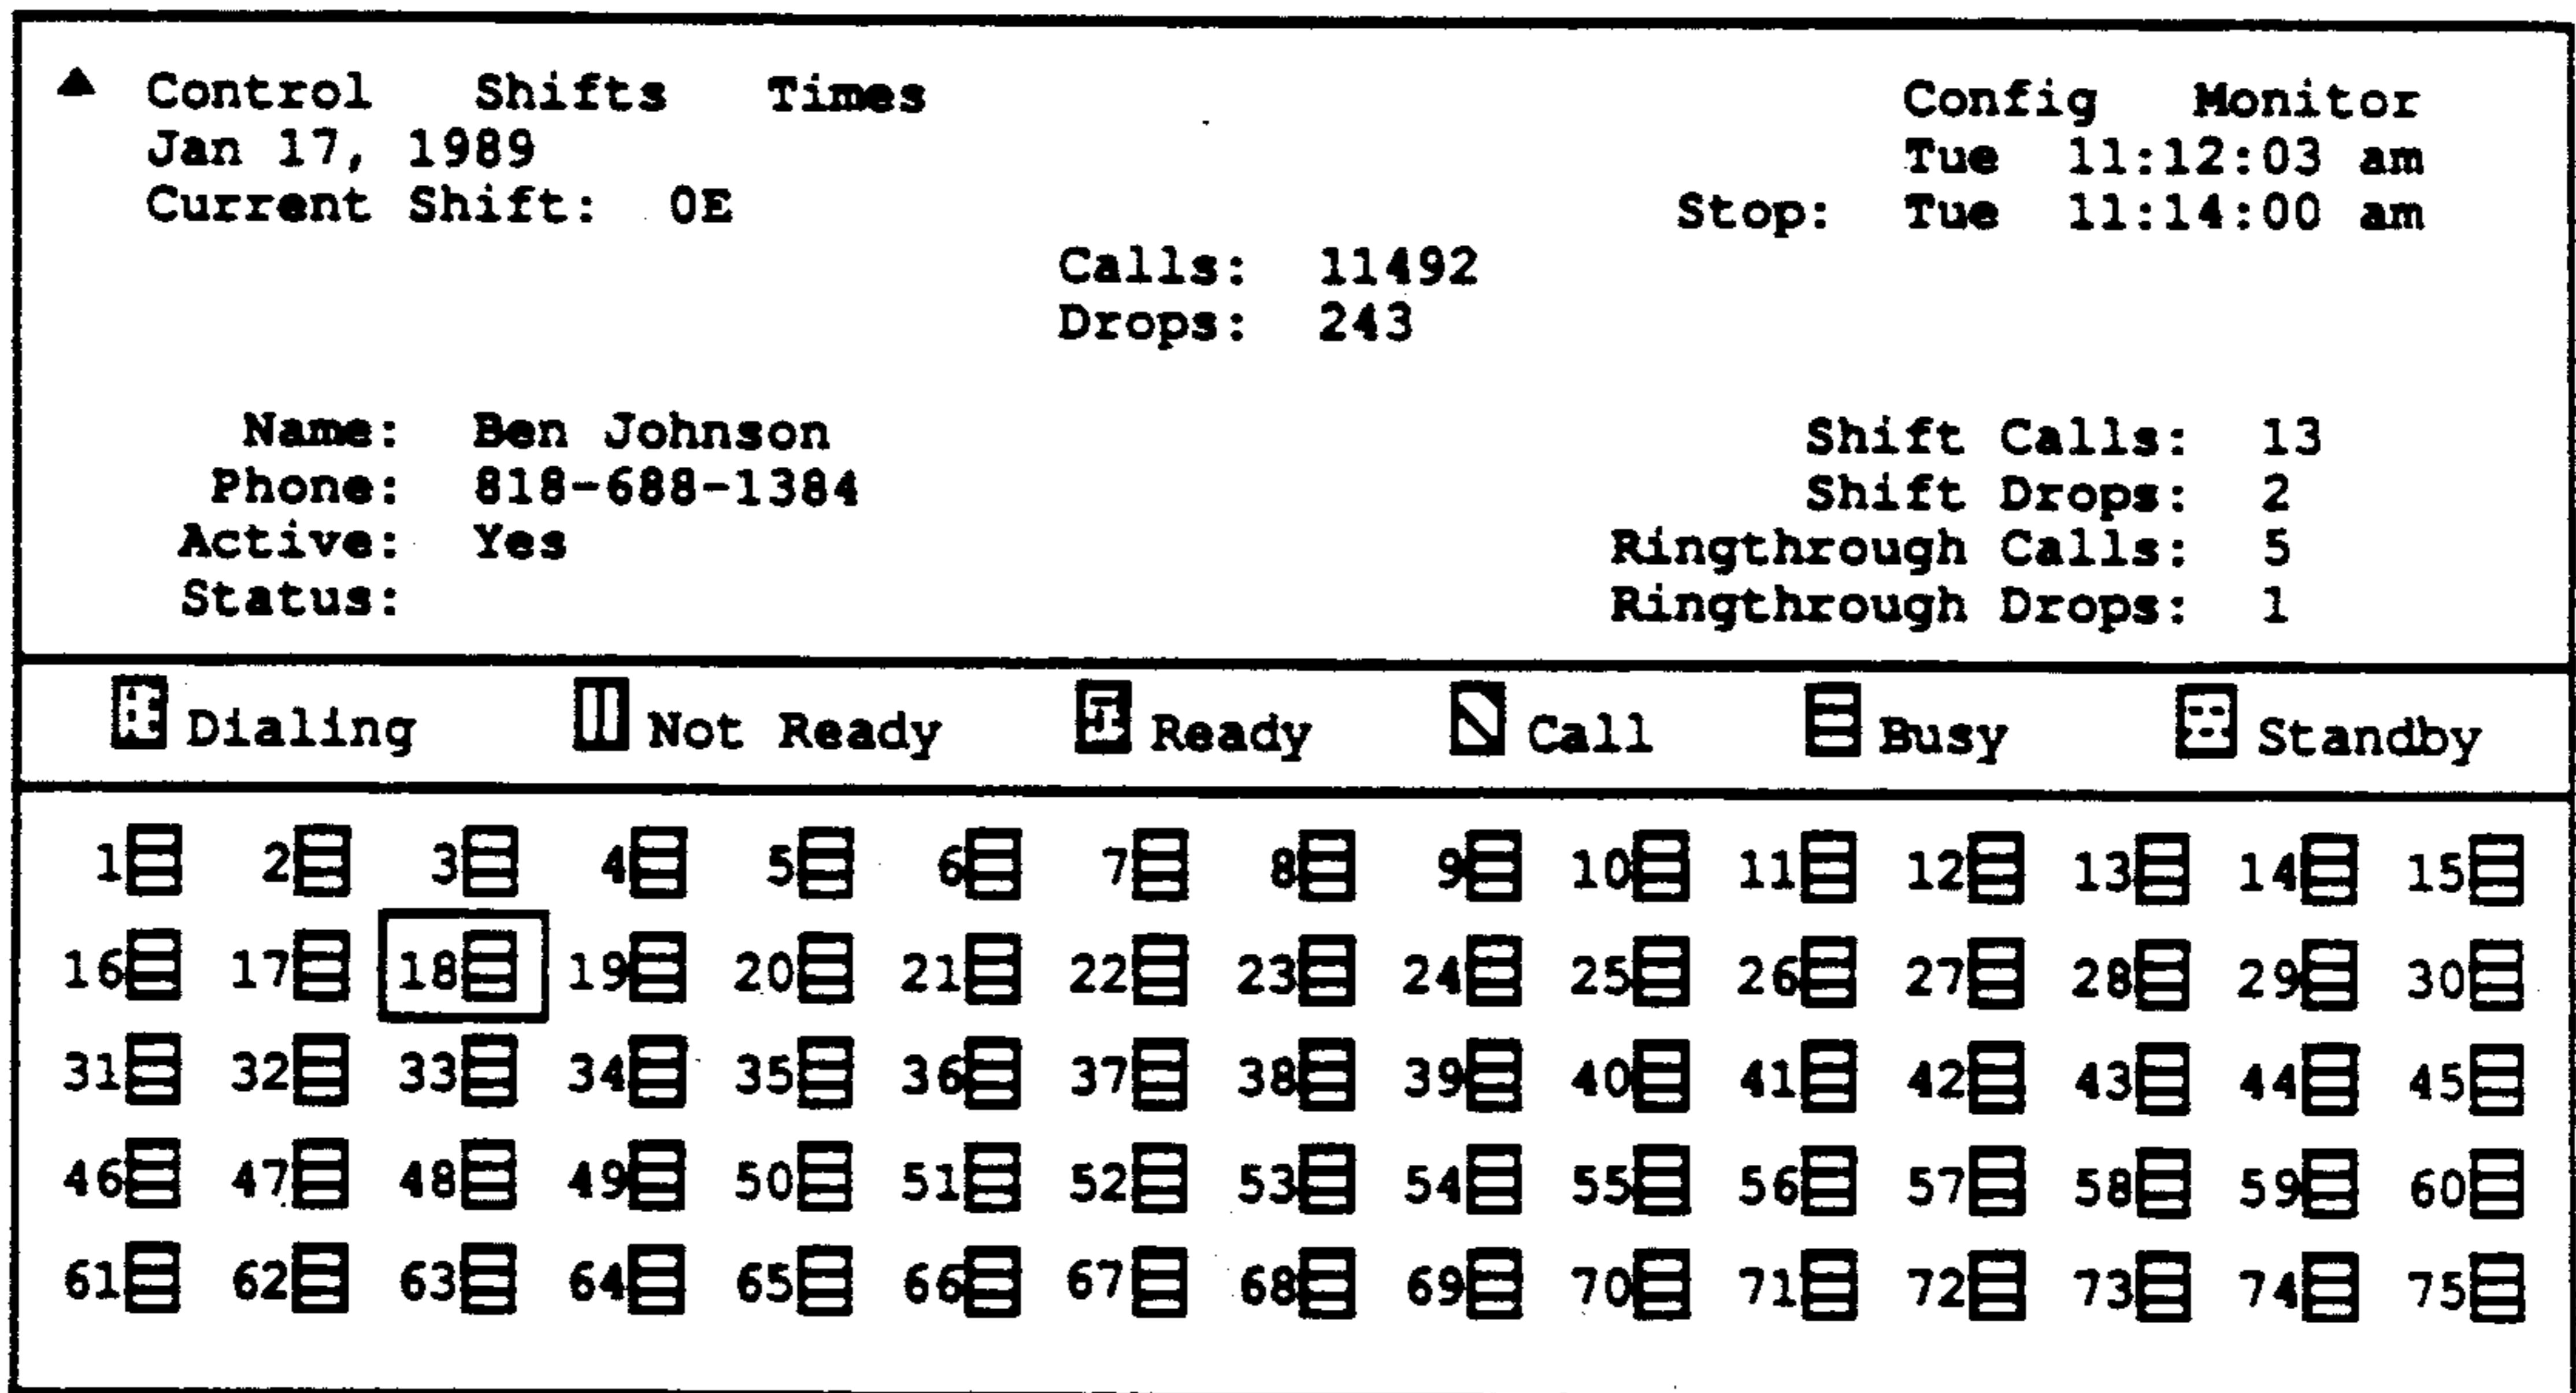 Control Shifts Times Config Monitor
Jan 17, 1989 Tue 11:12:03 am
Current Shift: 0E Stop: Tue 11:14:00 am
Calls: 11492
Drops: 243
Name: Ben Johnson Shift Calls: 13
Phone: 818-688-1384 Shift Drops: 2
Active: Yes Ringthrough Calls: 5
Status: Ringthrough Drops: 1
Dialing Not Ready Ready Call Busy Standby
1 2 3 4 5 6 7 8 9 10 11 12 13 14 15
16 17 18 19 20 21 22 23 24 25 26 27 28 29 30
31 32 33 34 35 36 37 38 39 40 41 42 43 44 45
46 47 48 49 50 51 52 53 54 55 56 57 58 59 60
61 62 63 64 65 66 67 68 69 70 71 72 73 74 75